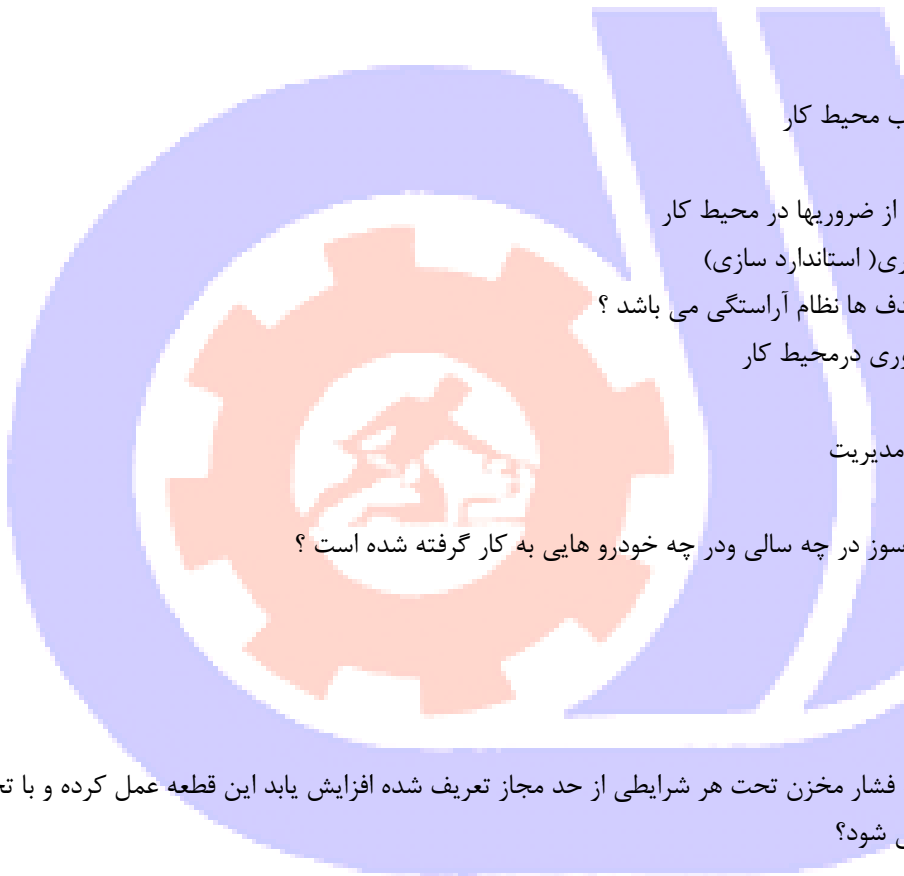 ب محیط کار
از ضروریها در محیط کار
ری( استاندارد سازی)
دف ها نظام آراستگی می باشد ؟
وری درمحیط کار
مدیریت
سوز در چه سالی ودر چه خودرو هایی به کار گرفته شده است ؟
فشار مخزن تحت هر شرایطی از حد مجاز تعریف شده افزایش یابد این قطعه عمل کرده و با تخ
ی شود؟